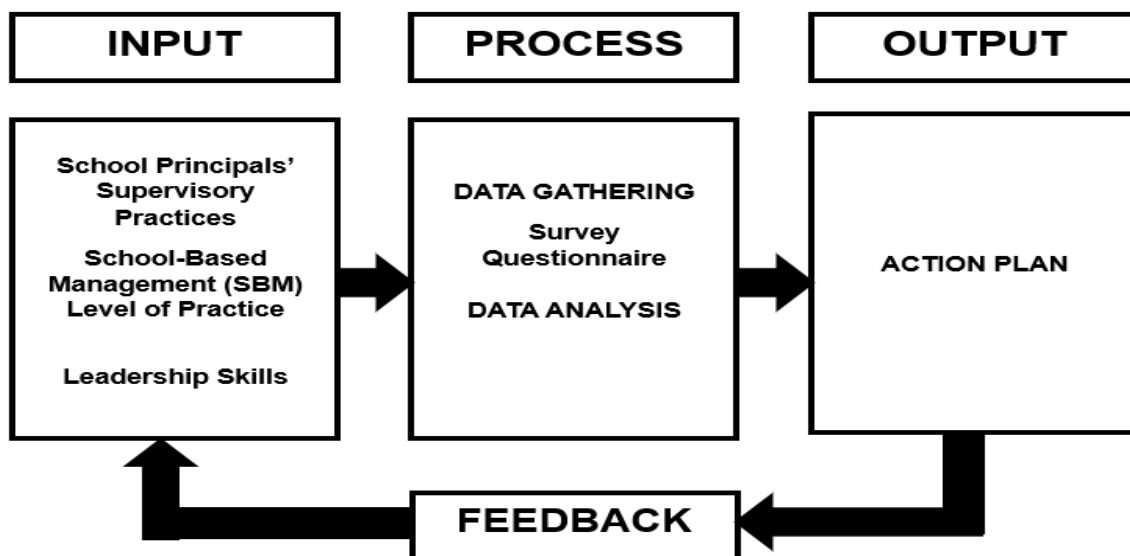 INPUT
PROCESS
OUTPUT
School Principals’
Supervisory
Practices
School-Based
Management (SBM)
Level of Practice
Leadership Skills
DATA GATHERING
Survey
Questionnaire
DATA ANALYSIS
ACTION PLAN
FEEDBACK